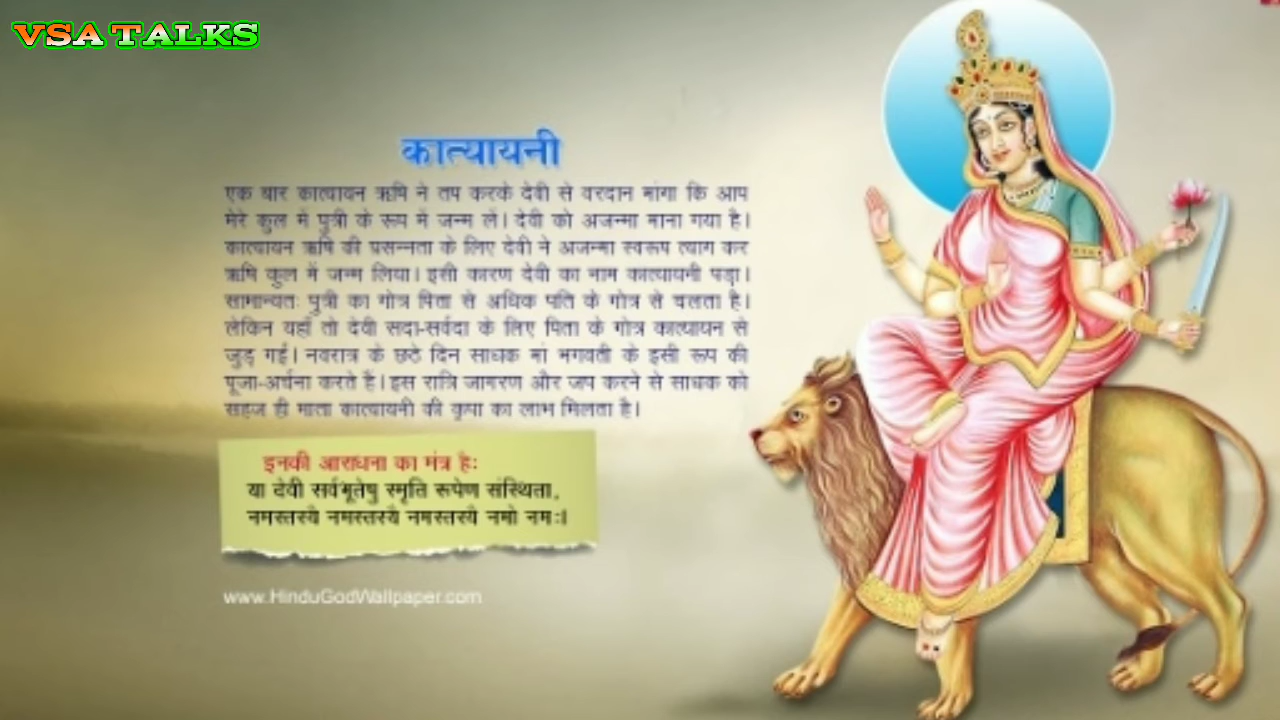 VSA TALKS
कात्यायनी
एक बार कात्यायन ऋषि ने तप करके देवी से वरदान मांगा कि आप
मेरे कुल में पुत्री के रूप में जन्म लें। देवी को अजन्मा माना गया है।
कात्यायन ऋषि की प्रसन्नता के लिए देवी ने अजन्मा स्वरूप त्याग कर
ऋषि कुल में जन्म लिया। इसी कारण देवी का नाम कात्यायनी पड़ा।
सामान्यतः पुत्री का गोत्र पिता से अधिक पति के गोत्र से चलता है।
लेकिन यहाँ तो देवी सदा-सर्वदा के लिए पिता के गोत्र कात्यायन से
जुड़ गई। नवरात्र के छठे दिन साधक मां भगवती के इसी रूप की
पूजा-अर्चना करते है। इस रात्रि जागरण और जप करने से साधक को
सहज ही माता कात्यायनी की कृपा का लाभ मिलता है।
इनकी आराधना का मंत्र हैः
या देवी सर्वभूतेषु स्मृति रूपेण संस्थिता,
नमस्तस्यै नमस्तस्यै नमस्तस्यै नमो नमः।
www.HinduGodWallpaper.com